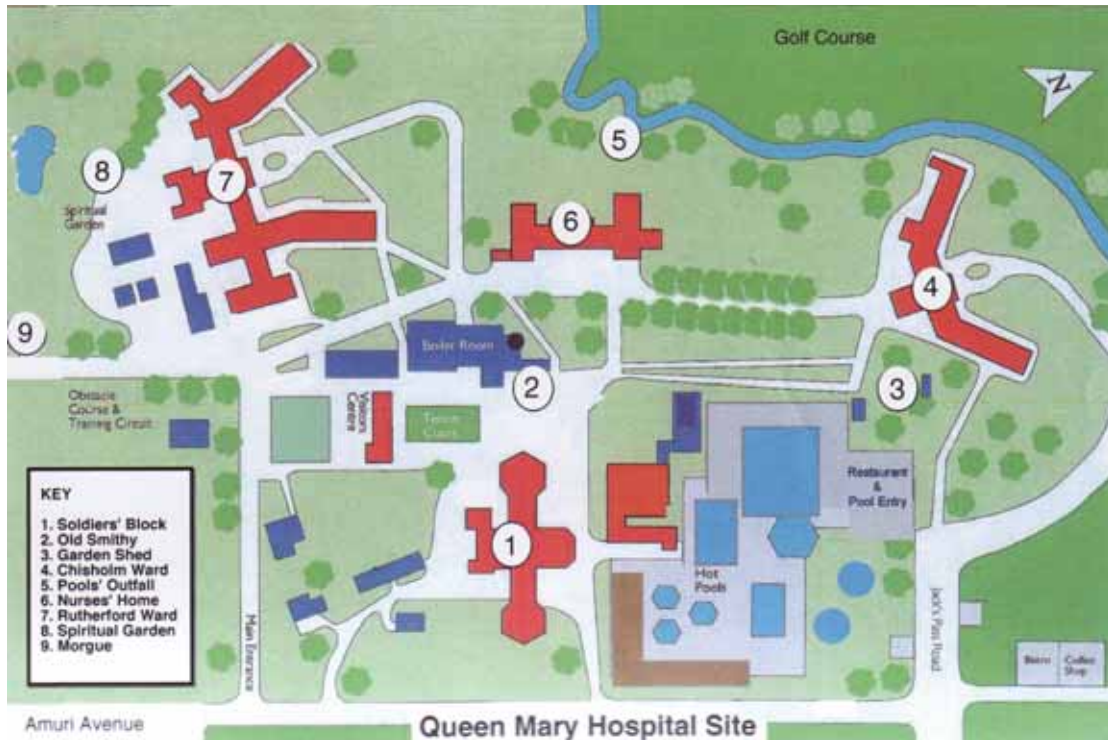 Golf Course
N
5
8
7
Spiritual
Garden
6
4
9
Boiler Room
2
3
Obstacle
Course &
Training Circuit
Visitors
Centre
Tennis
Court
Restaurant
&
Pool Entry
KEY
1. Soldiers' Block
2. Old Smithy
3. Garden Shed
4. Chisholm Ward
5. Pools' Outfall
6. Nurses' Home
7. Rutherford Ward
8. Spiritual Garden
9. Morgue
1
Hot
Pools
Main Entrance
Jack's Pass Road
Bistro
Coffee
Shop
Amuri Avenue
Queen Mary Hospital Site